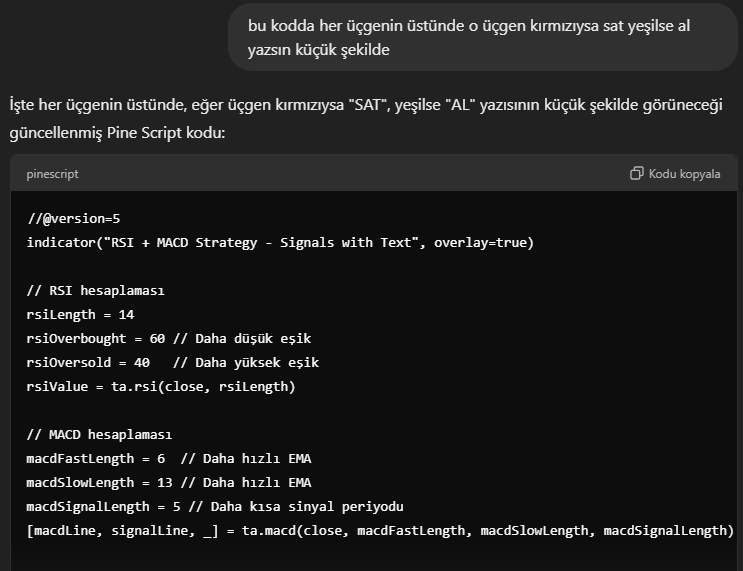 bu kodda her üçgenin üstünde o üçgen kırmızıysa sat yeşilse al
yazsın küçük şekilde
İşte her üçgenin üstünde, eğer üçgen kırmızıysa "SAT", yeşilse "AL" yazısının küçük şekilde görüneceği
güncellenmiş Pine Script kodu:
pinescript
Kodu kopyala
//@version=5
indicator("RSI + MACD Strategy - Signals with Text", overlay=true)
// RSI hesaplaması
rsiLength = 14
rsiOverbought = 60 // Daha düşük eşik
rsiOversold = 40   // Daha yüksek eşik
rsiValue = ta.rsi(close, rsiLength)
// MACD hesaplaması
macdFastLength = 6  // Daha hızlı EMA
macdSlowLength = 13 // Daha hızlı EMA
macdSignalLength = 5 // Daha kısa sinyal periyodu
[macdLine, signalLine, _] = ta.macd(close, macdFastLength, macdSlowLength, macdSignalLength)